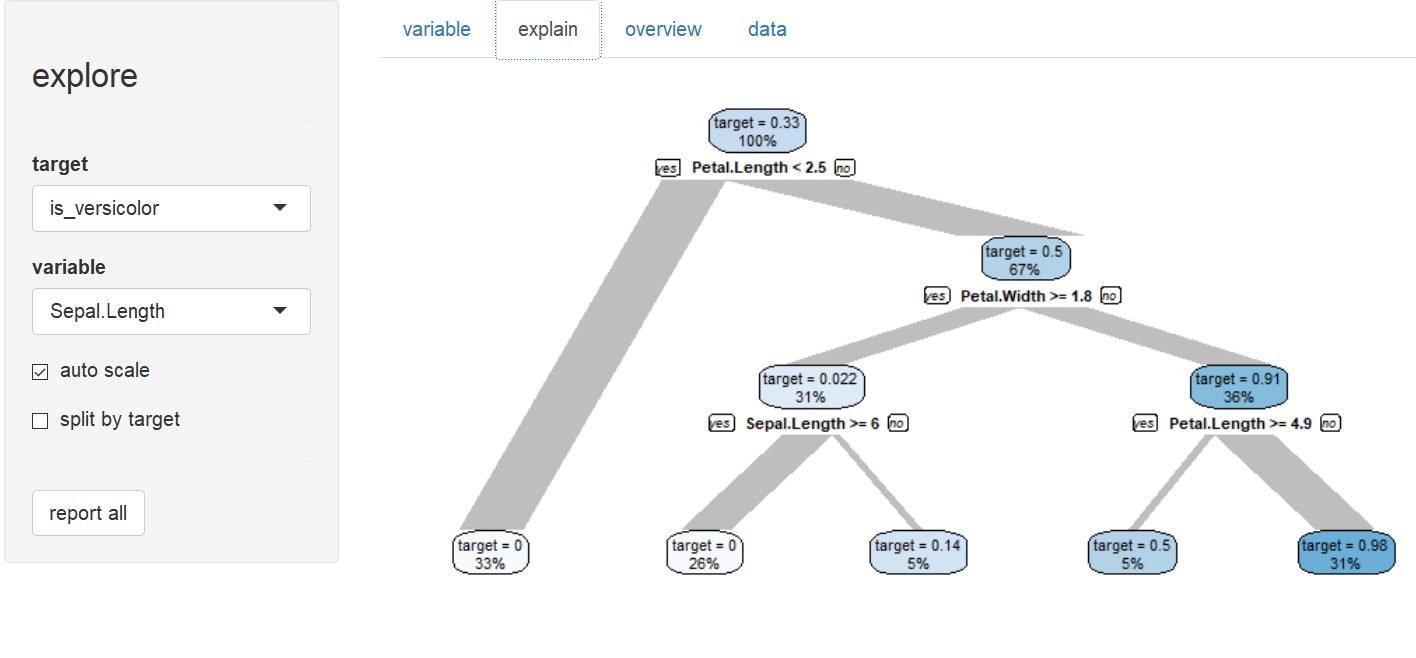 explore
target
is_versicolor
variable
Sepal.Length
auto scale
split by target
report all
variable explain overview data
target = 0.33
100%
yes Petal.Length < 2.5 no
target = 0.5
67%
yes Petal.Width >= 1.8 no
target = 0.022 target = 0.91
31% 36%
yes Sepal.Length >= 6 no yes Petal.Length >= 4.9 no
target = 0 target = 0 target = 0.14 target = 0.5 target = 0.98
33% 26% 5% 5% 31%